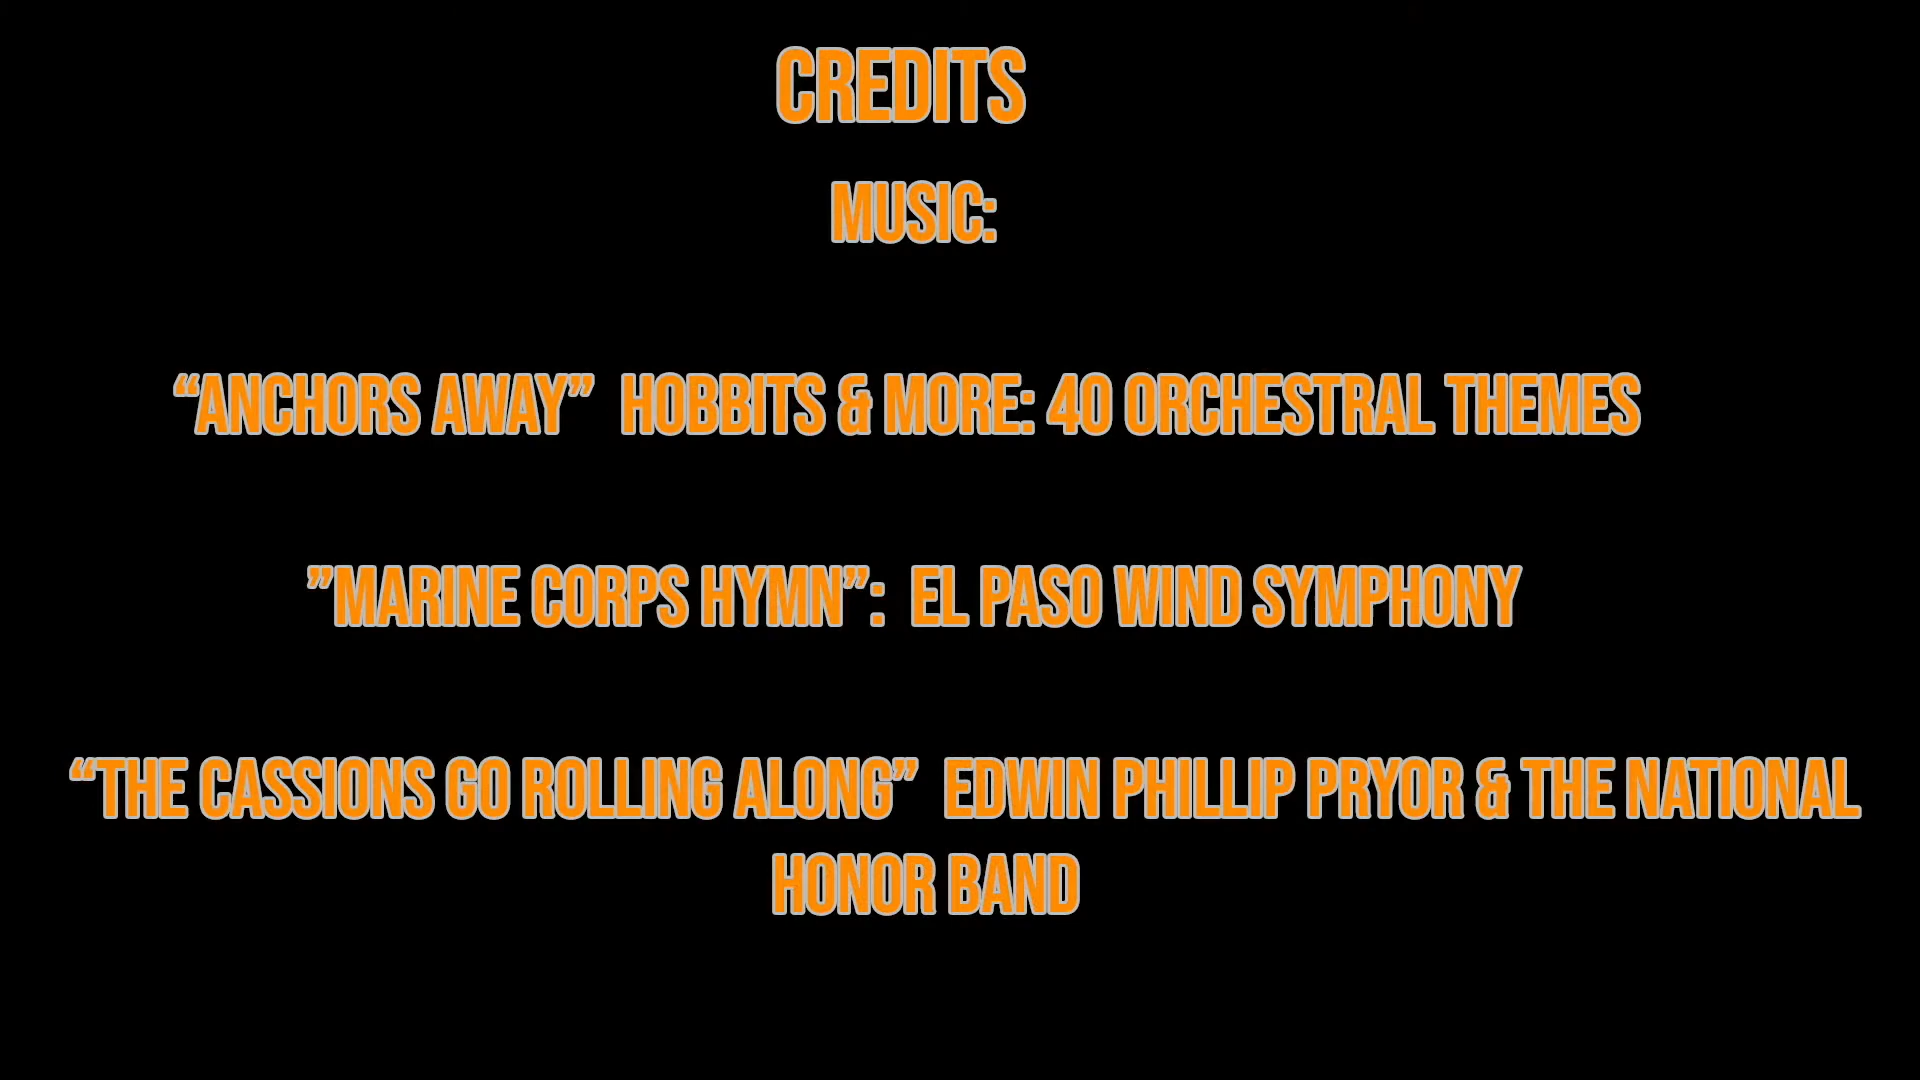 CREDITS
MUSIC:
“ANCHORS AWAY”  HOBBITS & MORE: 40 ORCHESTRAL THEMES
”MARINE CORPS HYMN”:  EL PASO WIND SYMPHONY
“THE CASSIONS GO ROLLING ALONG”  EDWIN PHILLIP PRYOR & THE NATIONAL
HONOR BAND